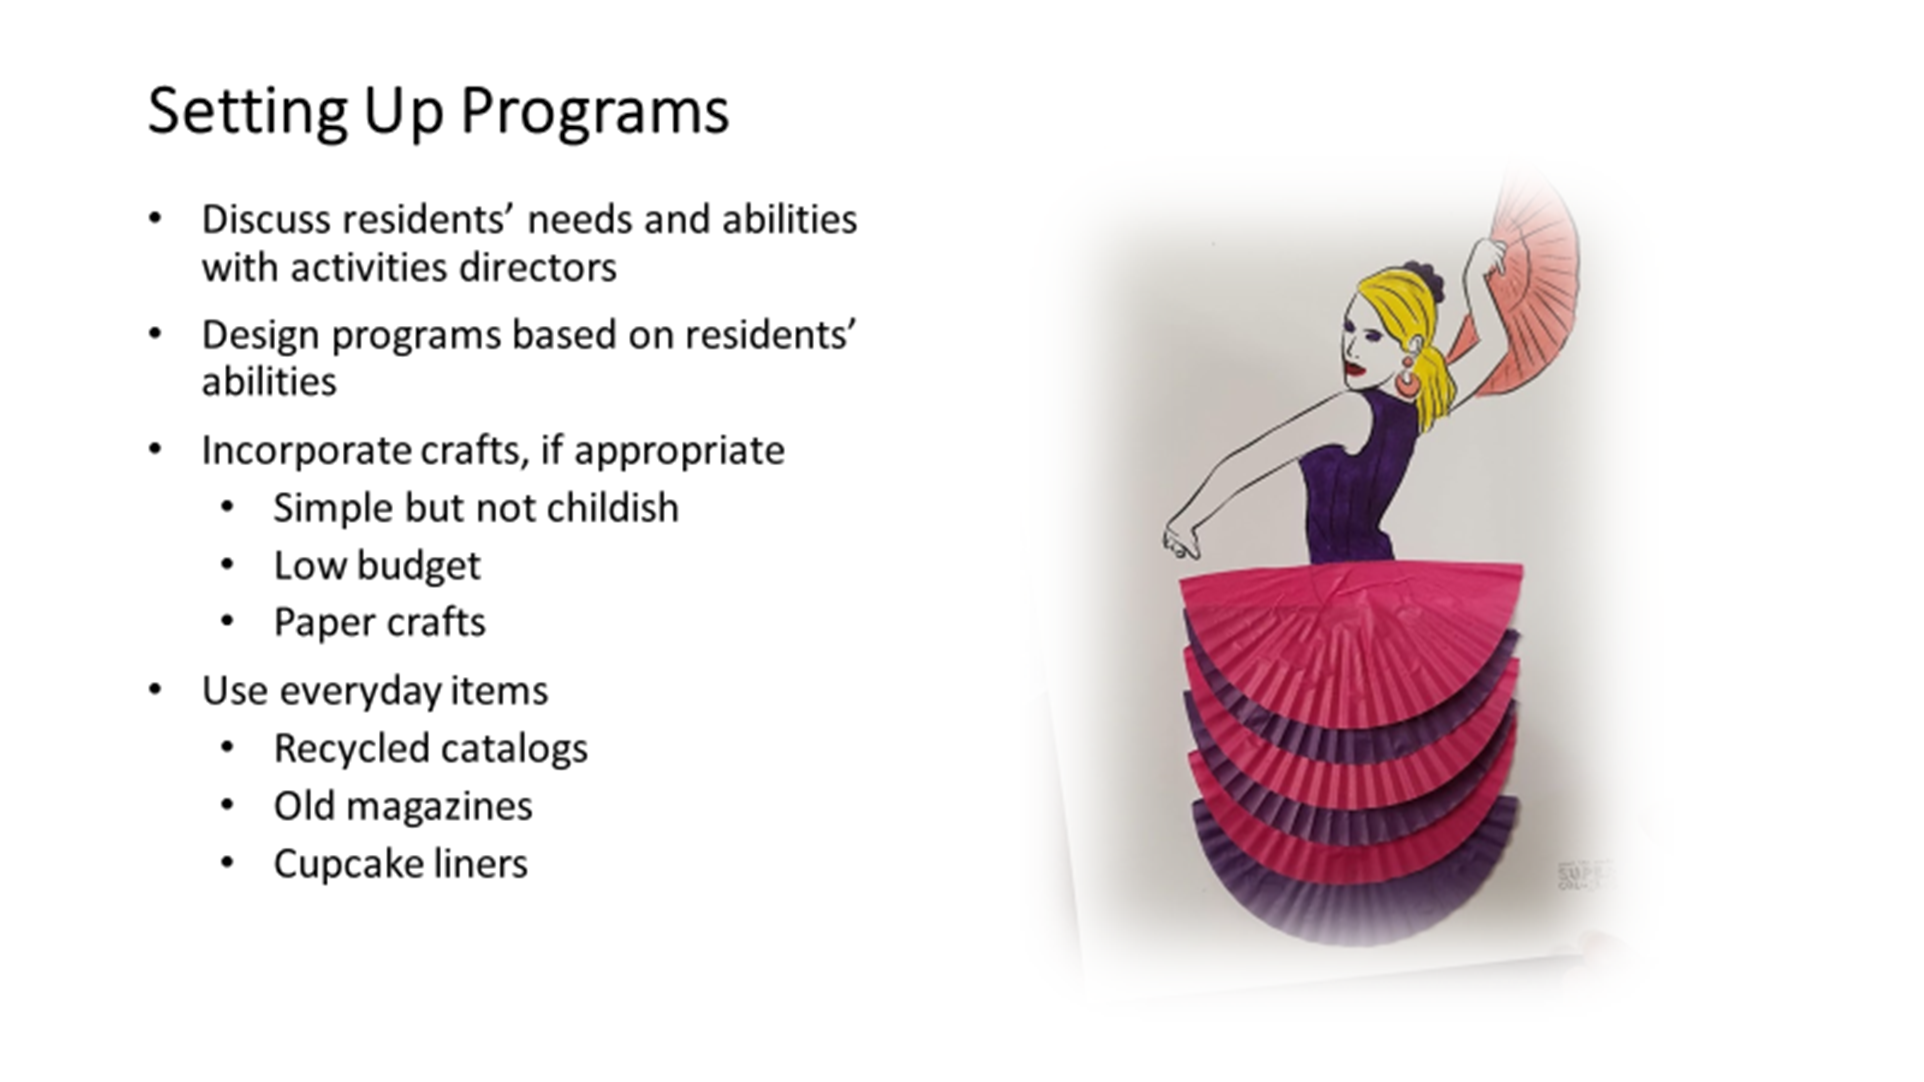 Setting Up Programs
• Discuss residents’ needs and abilities
with activities directors
• Design programs based on residents’
abilities
• Incorporate crafts, if appropriate
• Simple but not childish
• Low budget
• Paper crafts
• Use everyday items
• Recycled catalogs
• Old magazines
• Cupcake liners